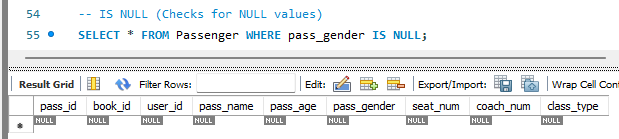 54 -- IS NULL (Checks for NULL values)
55 SELECT * FROM Passenger WHERE pass_gender IS NULL;
Result Grid Filter Rows: Edit: Export/Import: Wrap Cell Cont
pass_id book_id user_id pass_name pass_age pass_gender seat_num coach_num class_type
* NULL NULL NULL NULL NULL NULL NULL NULL NULL